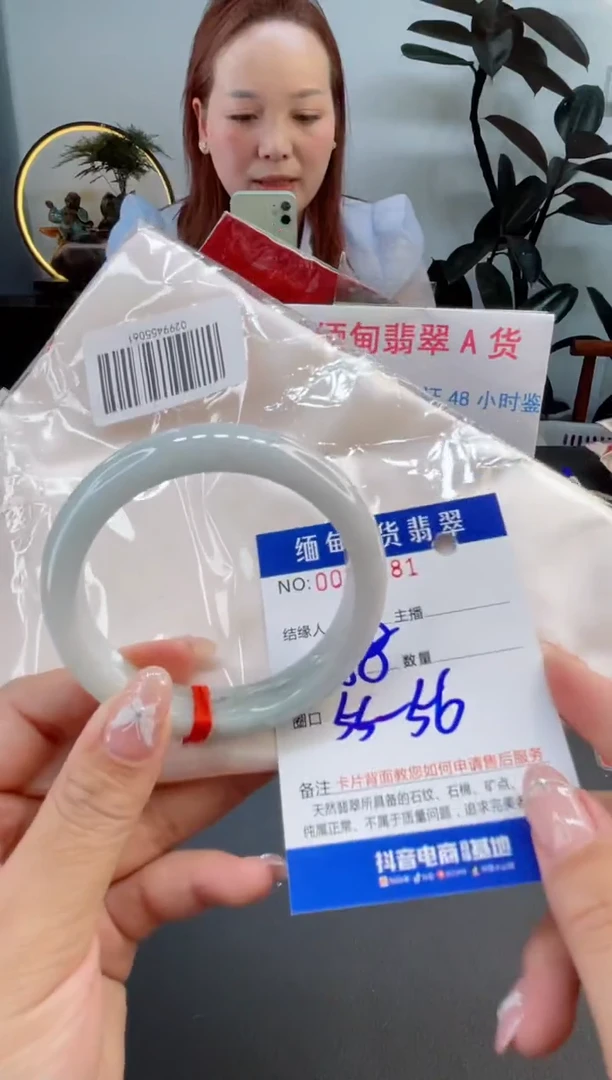 0299455061
缅甸翡翠 A 货
证 48 小时鉴
缅甸 货翡翠
NO:00 81
结缘人 主播
8 数量
圈口 55-56
备注 卡片背面教您如何申请售后服务
天然翡翠所具备的石纹、石棉、矿点、
纯属正常、不属于质量问题，追求完美
抖音电商 基地